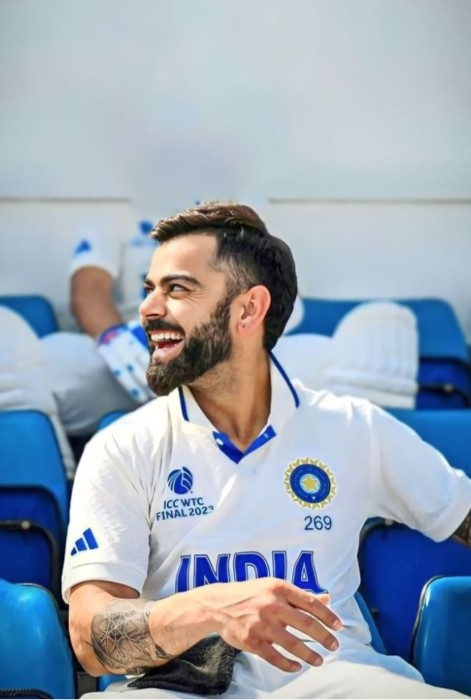 ICC WTC
FINAL 2023
269
INDIA